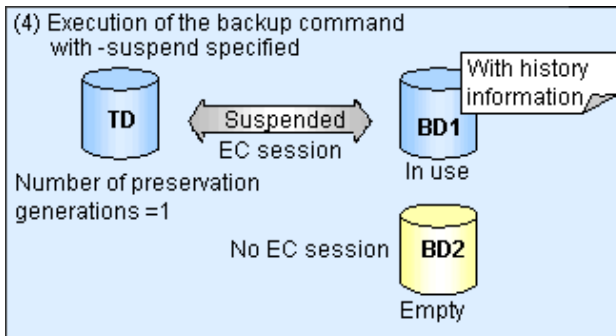 (4) Execution of the backup command
with -suspend specified
With history
information
TD
Suspended
BD1
EC session
In use
Number of preservation
generations =1
No EC session
BD2
Empty